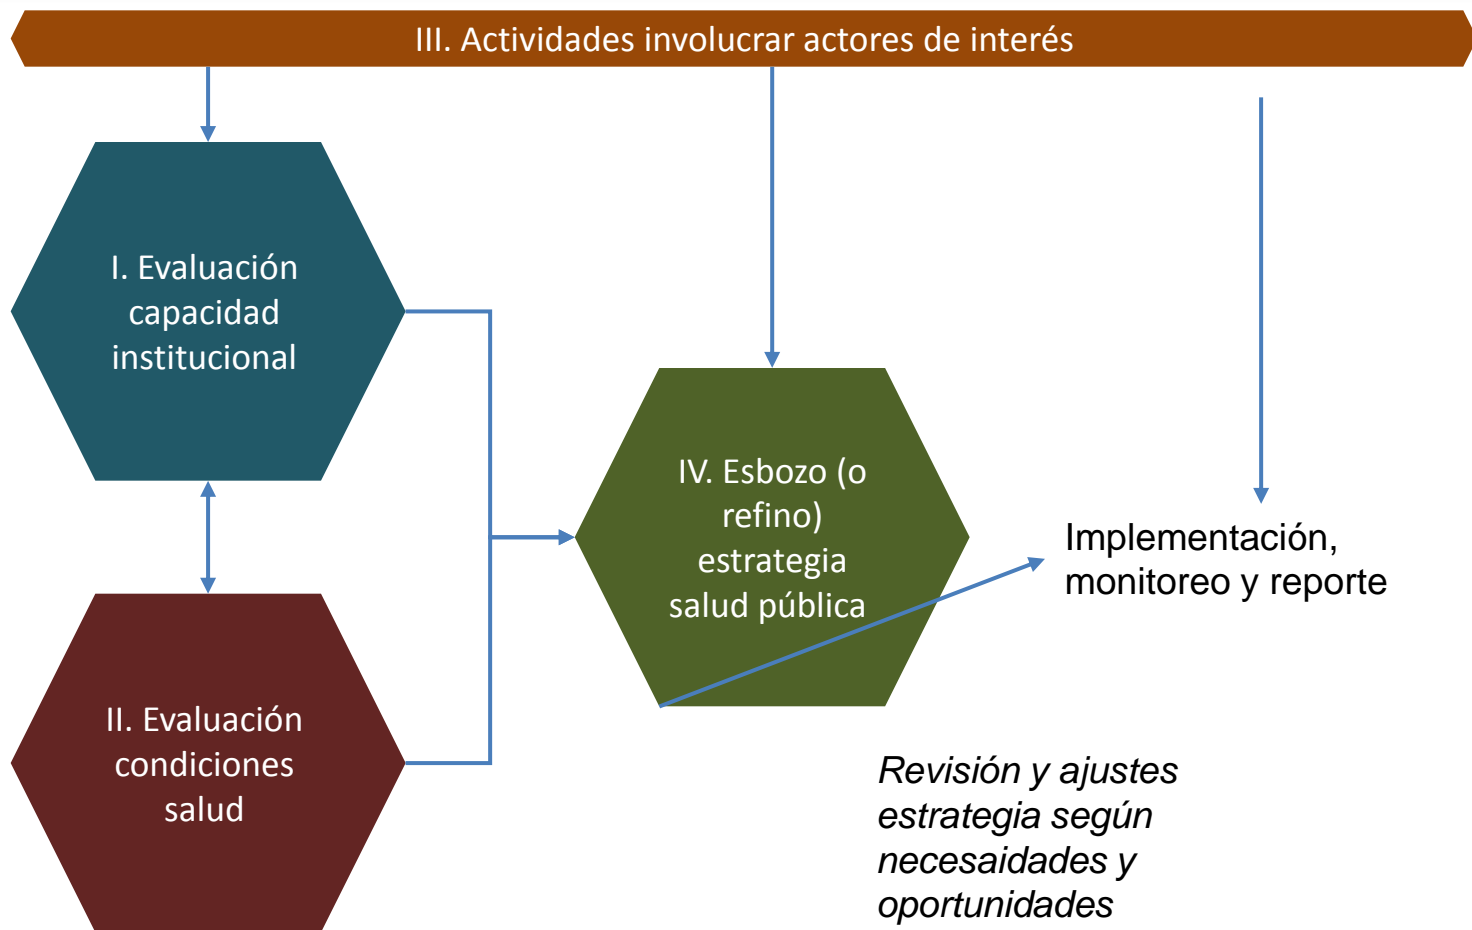 III. Actividades involucrar actores de interés
I. Evaluación
capacidad
institucional
II. Evaluación
condiciones
salud
IV. Esbozo (o
refino)
estrategia
salud pública
Implementación,
monitoreo y reporte
Revisión y ajustes
estrategia según
necesaidades y
oportunidades